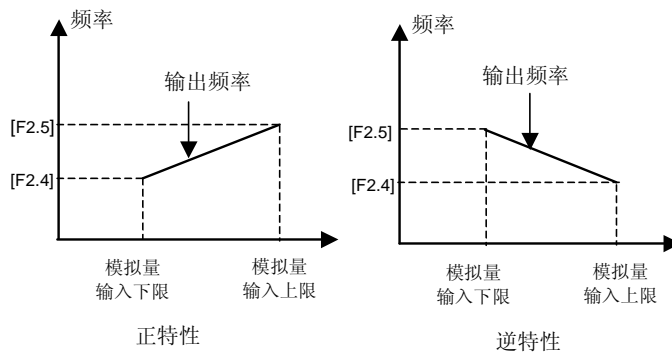 频率
输出频率
[F2.5]
[F2.4]
模拟量
输入下限
模拟量
输入上限
正特性
频率
输出频率
[F2.5]
[F2.4]
模拟量
输入下限
模拟量
输入上限
逆特性